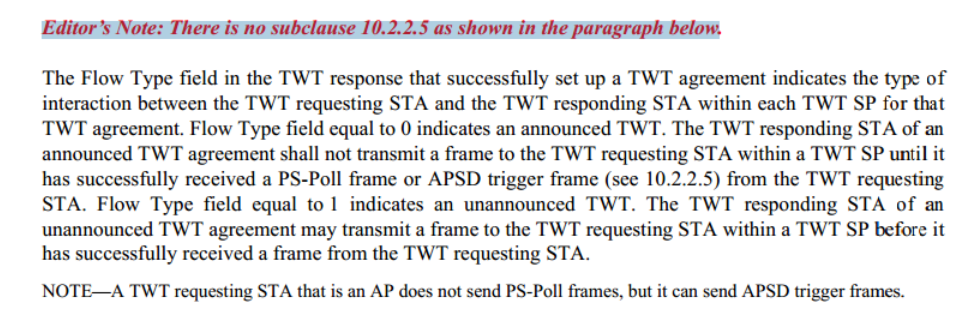 Editor's Note: There is no subclause 10.2.2.5 as shown in the paragraph below.
The Flow Type field in the TWT response that successfully set up a TWT agreement indicates the type of
interaction between the TWT requesting STA and the TWT responding STA within each TWT SP for that
TWT agreement. Flow Type field equal to 0 indicates an announced TWT. The TWT responding STA of an
announced TWT agreement shall not transmit a frame to the TWT requesting STA within a TWT SP until it
has successfully received a PS-Poll frame or APSD trigger frame (see 10.2.2.5) from the TWT requesting
STA. Flow Type field equal to 1 indicates an unannounced TWT. The TWT responding STA of an
unannounced TWT agreement may transmit a frame to the TWT requesting STA within a TWT SP before it
has successfully received a frame from the TWT requesting STA.
NOTE—A TWT requesting STA that is an AP does not send PS-Poll frames, but it can send APSD trigger frames.